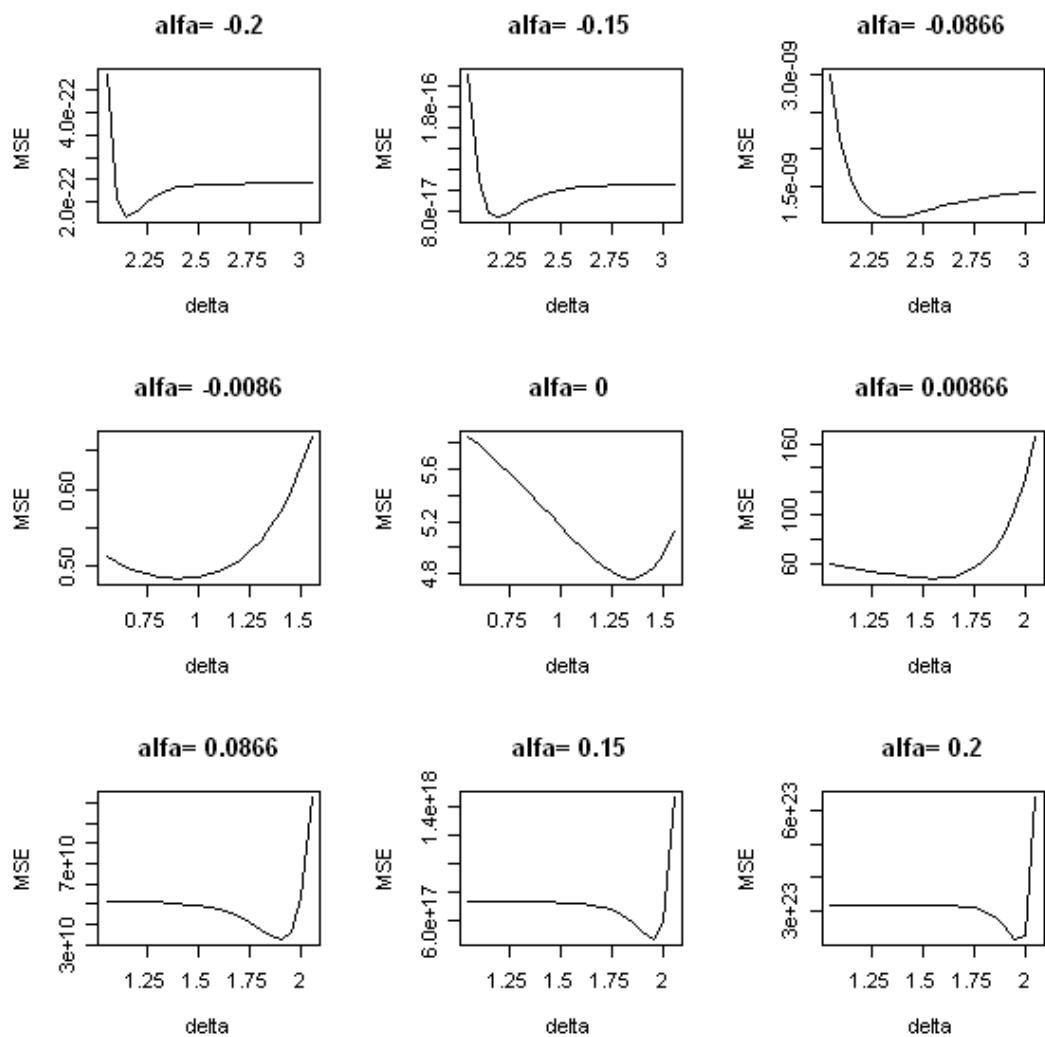 alfa= -0.2
MSE
2.0e-22 4.0e-22
2.25 2.5 2.75 3
delta
alfa= -0.15
MSE
8.0e-17 1.8e-16
2.25 2.5 2.75 3
delta
alfa= -0.0866
MSE
1.5e-09 3.0e-09
2.25 2.5 2.75 3
delta
alfa= -0.0086
MSE
0.50 0.60
0.75 1 1.25 1.5
delta
alfa= 0
MSE
4.8 5.2 5.6
0.75 1 1.25 1.5
delta
alfa= 0.00866
MSE
60 100 160
1.25 1.5 1.75 2
delta
alfa= 0.0866
MSE
3e+10 7e+10
1.25 1.5 1.75 2
delta
alfa= 0.15
MSE
6.0e+17 1.4e+18
1.25 1.5 1.75 2
delta
alfa= 0.2
MSE
3e+23 6e+23
1.25 1.5 1.75 2
delta